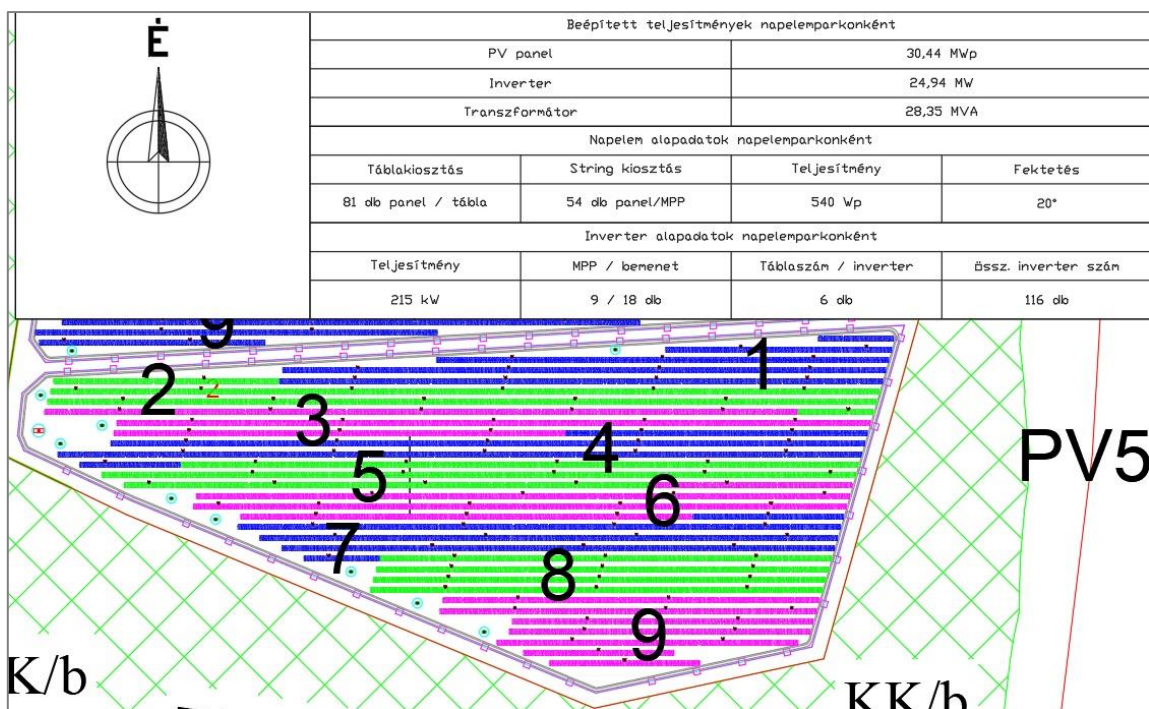 É
Beépített teljesítmények napelemparkonként
PV panel 30,44 MWp
Inverter 24,94 MW
Transzformátor 28,35 MVA
Napelem alapadatok napelemparkonként
Táblakiosztás String kiosztás Teljesítmény Fektetés
81 db panel / tábla 54 db panel/MPP 540 Wp 20°
Inverter alapadatok napelemparkonként
Teljesítmény MPP / bemenet Táblaszám / inverter össz. inverter szám
215 kW 9 / 18 db 6 db 116 db
9
1
2 2
3
4
PV5
5
6
7
8
9
K/b
KK/b